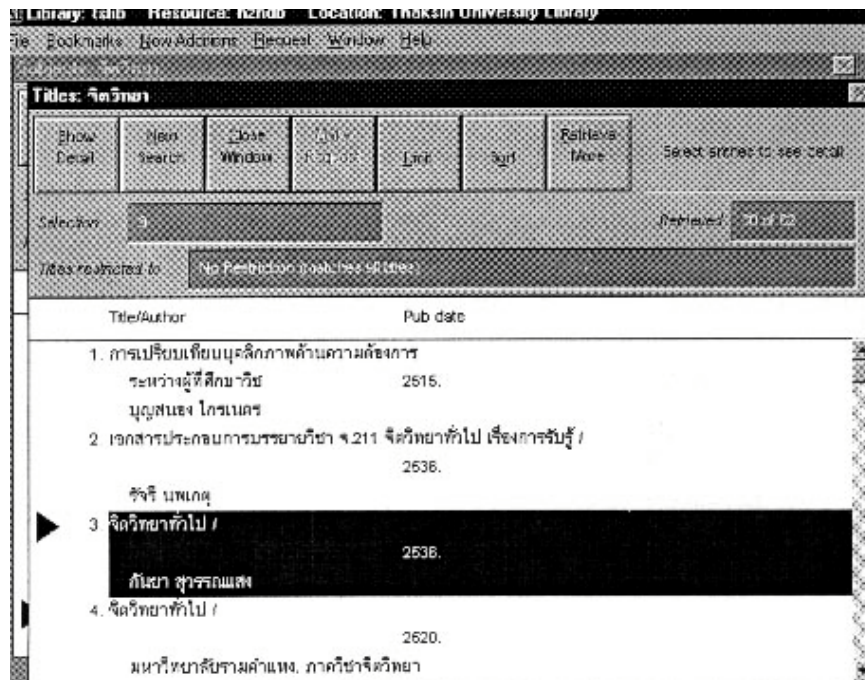 Library: tslib Resource: hzndb Location: Thaksin University Library
File Bookmarks New Additions Request Window Help
Titles: จิตวิทยา
Show Detail New Search Close Window Make Request Limit Sort Retrieve More Select entries to see detail
Selection 3 Retrieved
Titles restricted to No Restriction (matches all titles)
Title/Author Pub date
1. การเปรียบเทียบบุคลิกภาพด้านความต้องการ
ระหว่างผู้ที่ศึกษาวิช 2515.
บุญสนอง โกรเนตร
2 เอกสารประกอบการบรรยายวิชา จ.211 จิตวิทยาทั่วไป เรื่องการรับรู้ /
2536.
รัจรี นพเกตุ
3 จิตวิทยาทั่วไป /
2536.
กันยา สุวรรณแสง
4. จิตวิทยาทั่วไป /
2520.
มหาวิทยาลัยรามคำแหง. ภาควิชาจิตวิทยา